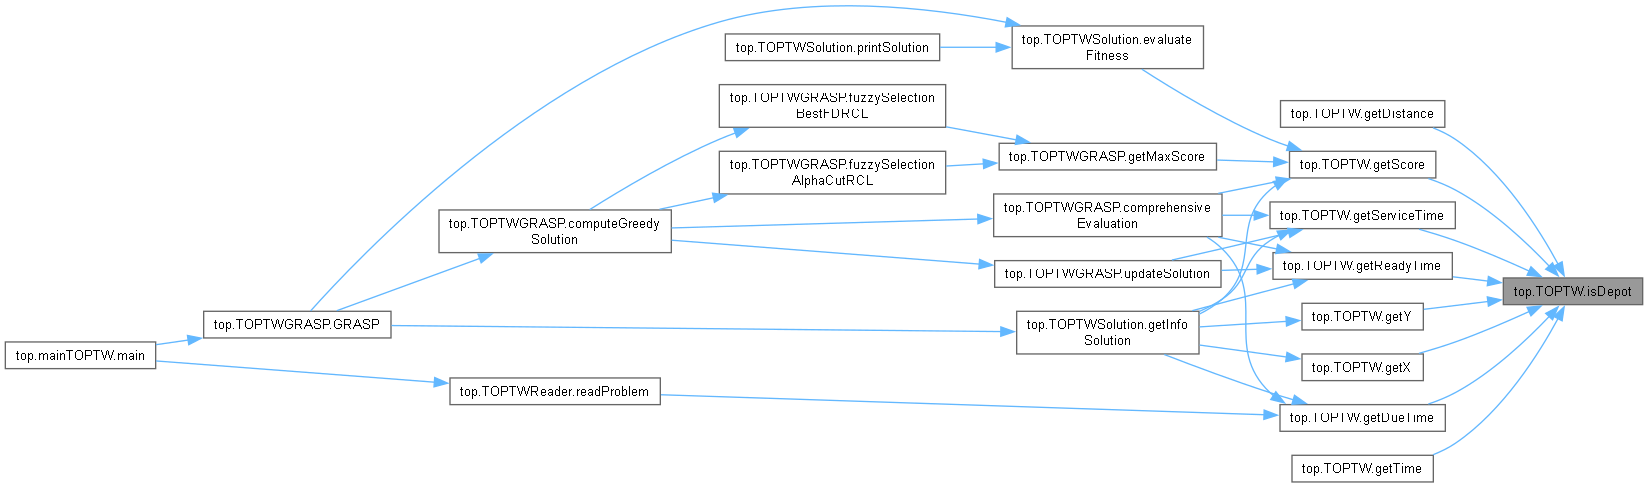 top.TOPTWSolution.evaluate
Fitness
top.TOPTWSolution.printSolution
top.TOPTWGRASP.fuzzySelection
BestFDRCL
top.TOPTW.getDistance
top.TOPTWGRASP.getMaxScore
top.TOPTW.getScore
top.TOPTWGRASP.fuzzySelection
AlphaCutRCL
top.TOPTWGRASP.comprehensive
Evaluation
top.TOPTW.getServiceTime
top.TOPTWGRASP.computeGreedy
Solution
top.TOPTWGRASP.updateSolution
top.TOPTW.getReadyTime
top.TOPTW.isDepot
top.TOPTWGRASP.GRASP
top.TOPTWSolution.getInfo
Solution
top.TOPTW.getY
top.mainTOPTW.main
top.TOPTW.getX
top.TOPTWReader.readProblem
top.TOPTW.getDueTime
top.TOPTW.getTime